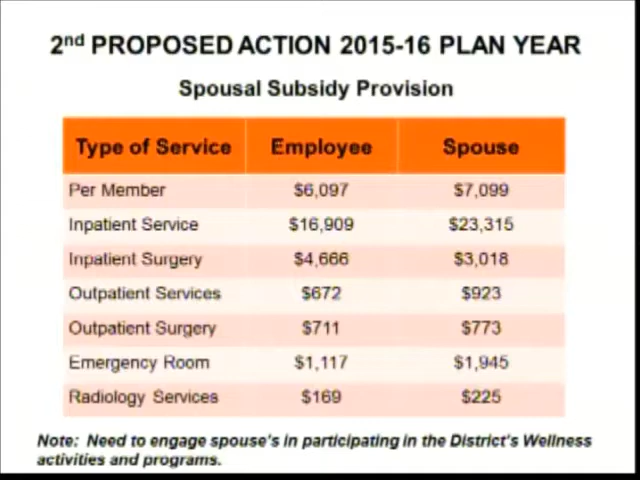 2nd PROPOSED ACTION 2015-16 PLAN YEAR
Spousal Subsidy Provision
Type of Service Employee Spouse
Per Member $6,097 $7,099
Inpatient Service $16,909 $23,315
Inpatient Surgery $4,666 $3,018
Outpatient Services $672 $923
Outpatient Surgery $711 $773
Emergency Room $1,117 $1,945
Radiology Services $169 $225
Note: Need to engage spouse's in participating in the District's Wellness
activities and programs.